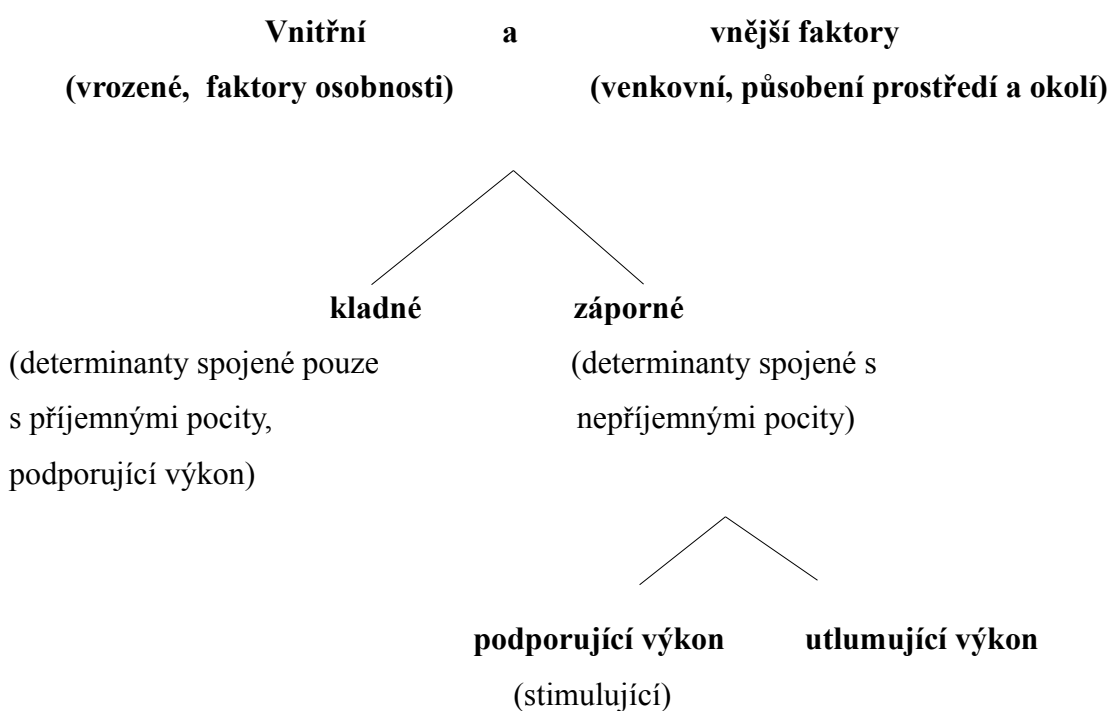 Vnitřní a vnější faktory
(vrozené, faktory osobnosti) (venkovní, působení prostředí a okolí)
kladné záporné
(determinanty spojené pouze (determinanty spojené s
s příjemnými pocity, nepříjemnými pocity)
podporující výkon)
podporující výkon utlumující výkon
(stimulující)